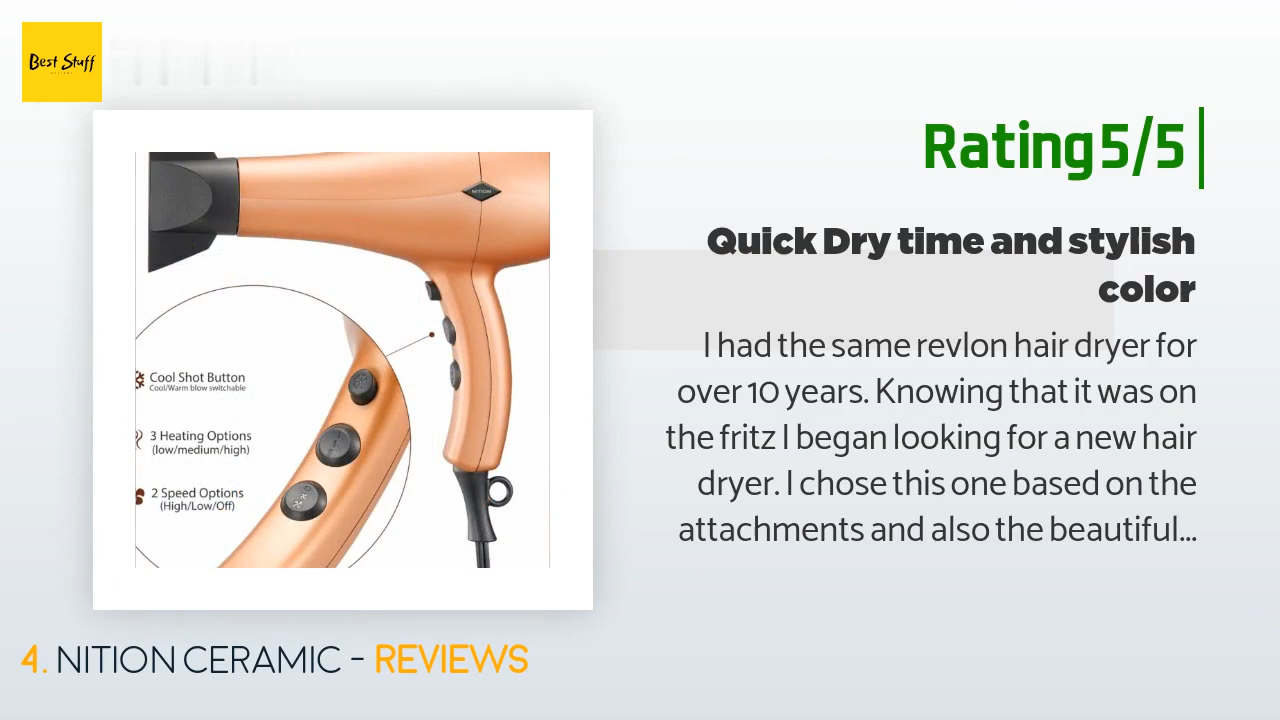 Best Stuff
Rating 5/5
Quick Dry time and stylish
color
I had the same revlon hair dryer for
over 10 years. Knowing that it was on
the fritz I began looking for a new hair
dryer. I chose this one based on the
attachments and also the beautiful...
NITION
Cool Shot Button
Cool/Warm blow switchable
3 Heating Options
(low/medium/high)
2 Speed Options
(High/Low/Off)
4. NITION CERAMIC - REVIEWS